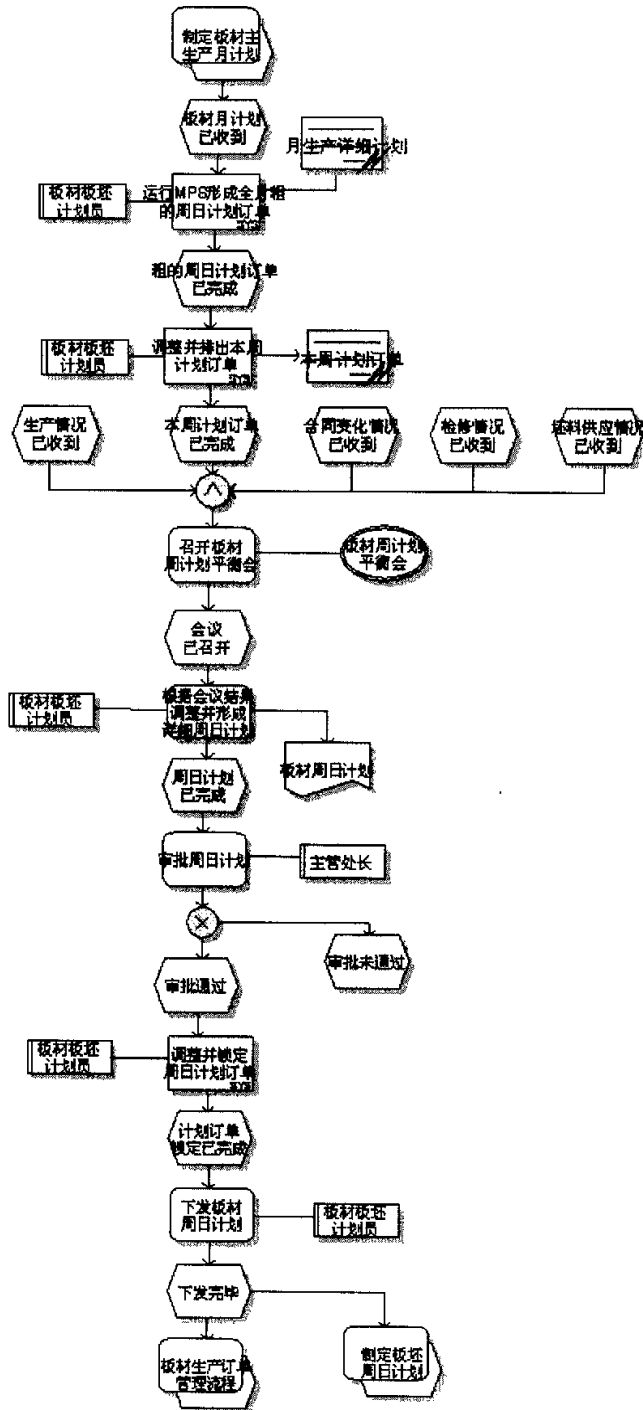 制定板材主
生产月计划
板材月计划
已收到
月生产详细计划
板材板坯
计划员
运行MPS形成全月粗
的周日计划订单
粗的周日计划订单
已完成
板材板坯
计划员
调整并排出本周
计划订单
本周计划订单
生产情况
已收到
本周计划订单
已完成
合同变化情况
已收到
检修情况
已收到
坯料供应情况
已收到
召开板材
周计划平衡会
板材周计划
平衡会
会议
已召开
板材板坯
计划员
根据会议结果
调整并形成
详细周日计划
板材周日计划
周日计划
已完成
审批周日计划
主管处长
审批未通过
审批通过
板材板坯
计划员
调整并锁定
周日计划订单
计划订单
锁定已完成
下发板材
周日计划
板材板坯
计划员
下发完毕
板材生产订单
管理流程
制定板坯
周日计划